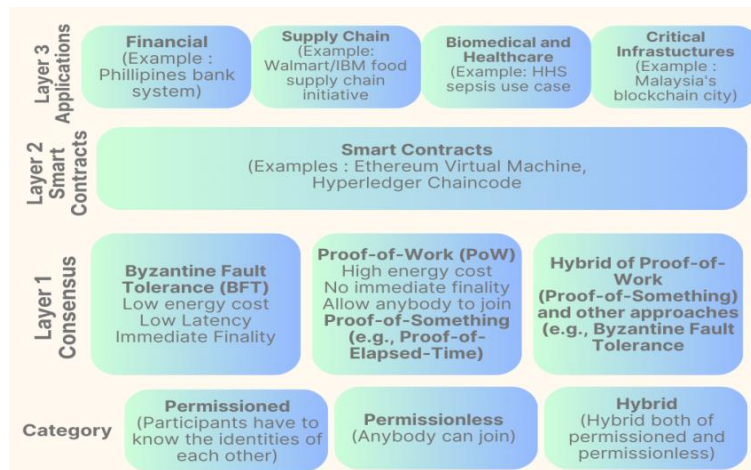 Layer 3
Applications
Financial
(Example :
Phillipines bank
system)
Supply Chain
(Example:
Walmart/IBM food
supply chain
initiative
Biomedical and
Healthcare
(Example: HHS
sepsis use case
Critical
Infrastuctures
(Example :
Malaysia's
blockchain city)
Layer 2
Smart
Contracts
Smart Contracts
(Examples : Ethereum Virtual Machine,
Hyperledger Chaincode
Layer 1
Consensus
Byzantine Fault
Tolerance (BFT)
Low energy cost
Low Latency
Immediate Finality
Proof-of-Work (PoW)
High energy cost
No immediate finality
Allow anybody to join
Proof-of-Something
(e.g., Proof-of-
Elapsed-Time)
Hybrid of Proof-of-
Work
(Proof-of-Something)
and other approaches
(e.g., Byzantine Fault
Tolerance
Category
Permissioned
(Participants have to
know the identities of
each other)
Permissionless
(Anybody can join)
Hybrid
(Hybrid both of
permissioned and
permissionless)